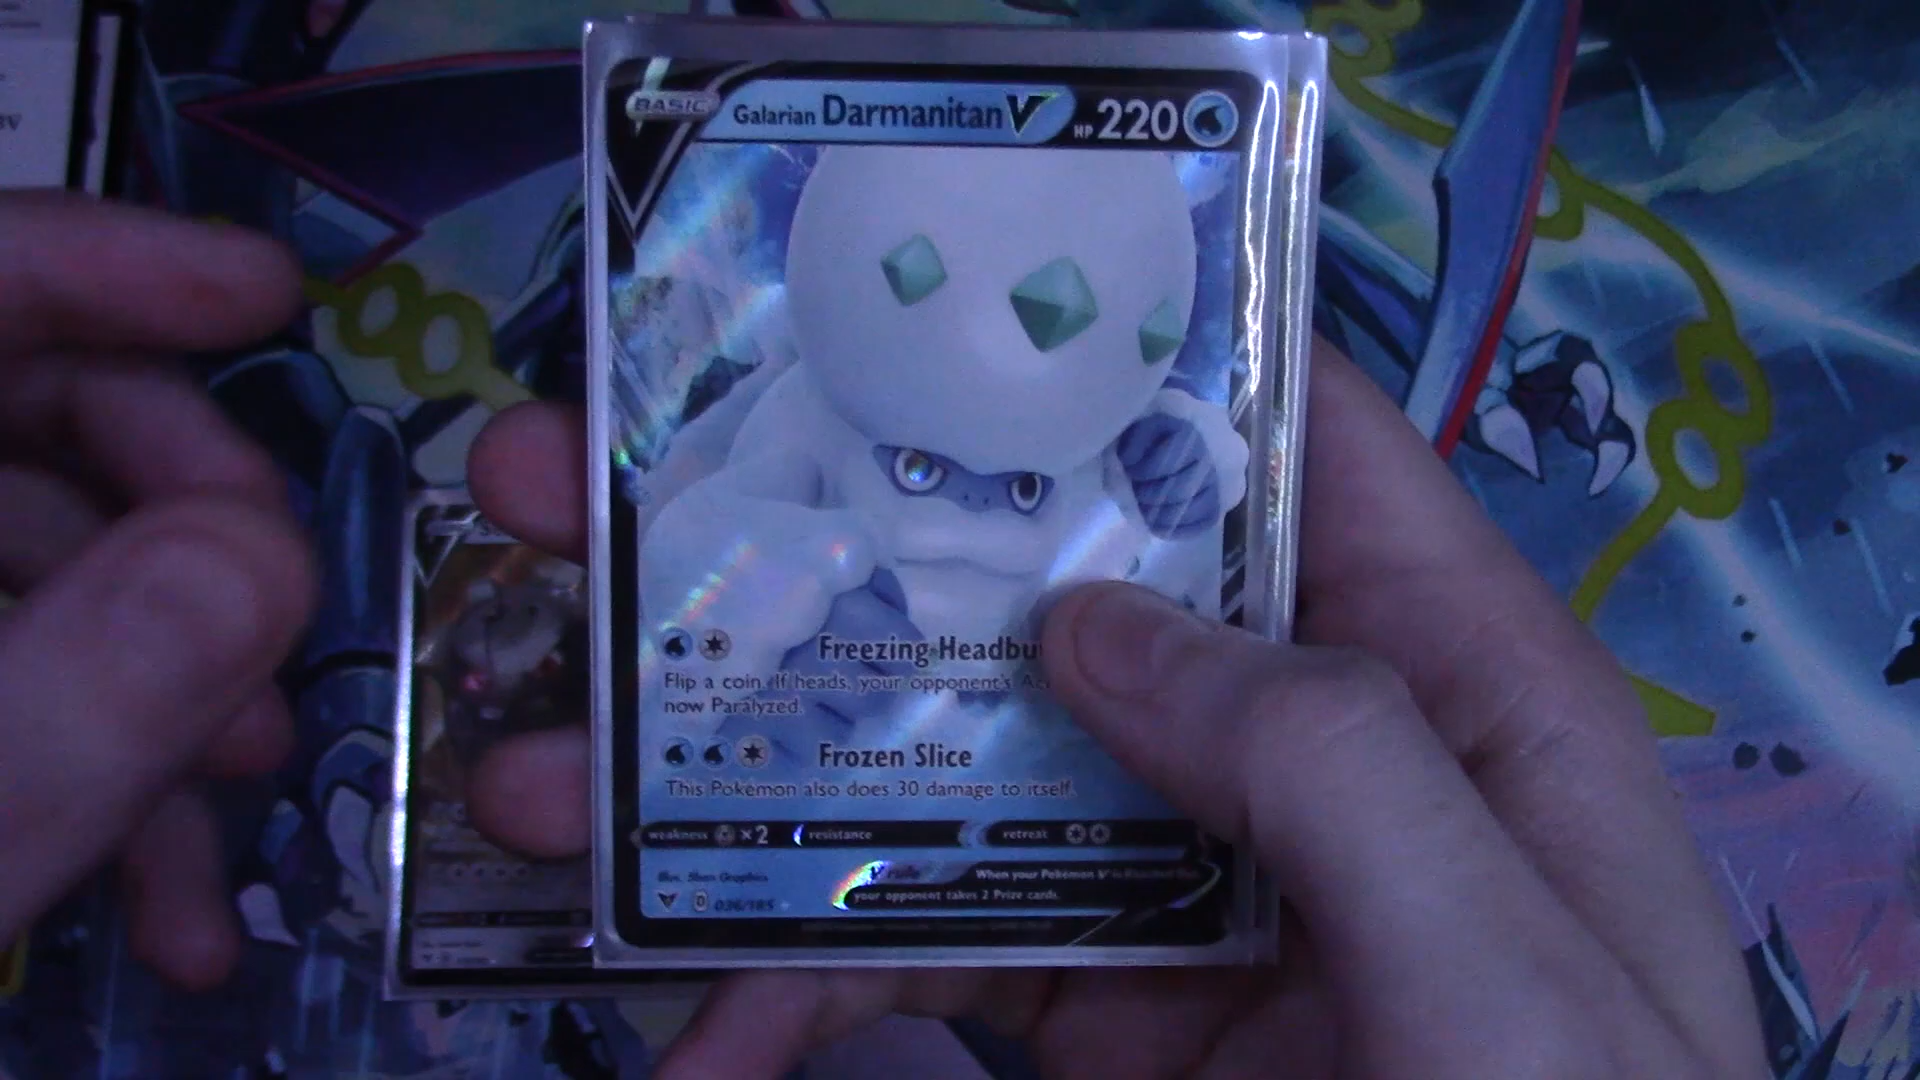 BASIC Galarian Darmanitan V HP 220
Freezing Headbu
Flip a coin. If heads, your opponent's Ac
now Paralyzed.
Frozen Slice
This Pokémon also does 30 damage to itself.
weakness ×2 resistance retreat
Illus. Shin Graphics
V rule When your Pokémon V is Knocked Out,
D 036/185 your opponent takes 2 Prize cards.